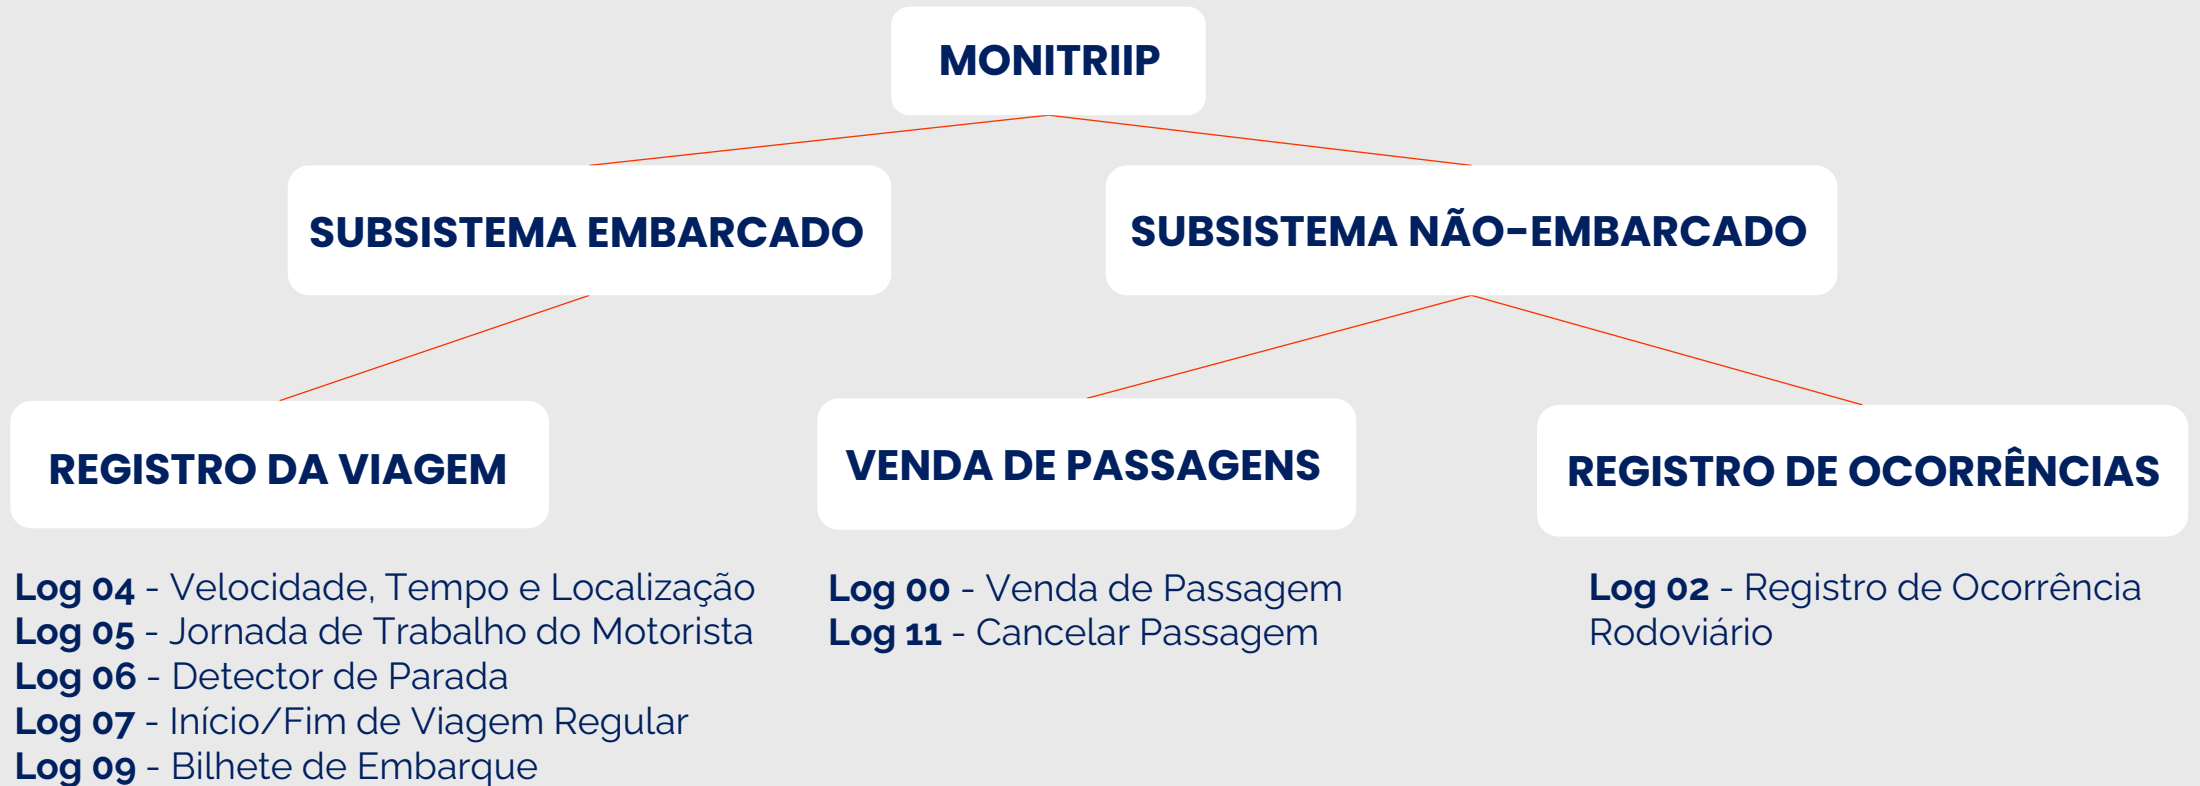 MONITRIIP
SUBSISTEMA EMBARCADO
SUBSISTEMA NÃO-EMBARCADO
REGISTRO DA VIAGEM
VENDA DE PASSAGENS
REGISTRO DE OCORRÊNCIAS
Log 04 - Velocidade, Tempo e Localização
Log 05 - Jornada de Trabalho do Motorista
Log 06 - Detector de Parada
Log 07 - Início/Fim de Viagem Regular
Log 09 - Bilhete de Embarque
Log 00 - Venda de Passagem
Log 11 - Cancelar Passagem
Log 02 - Registro de Ocorrência
Rodoviário